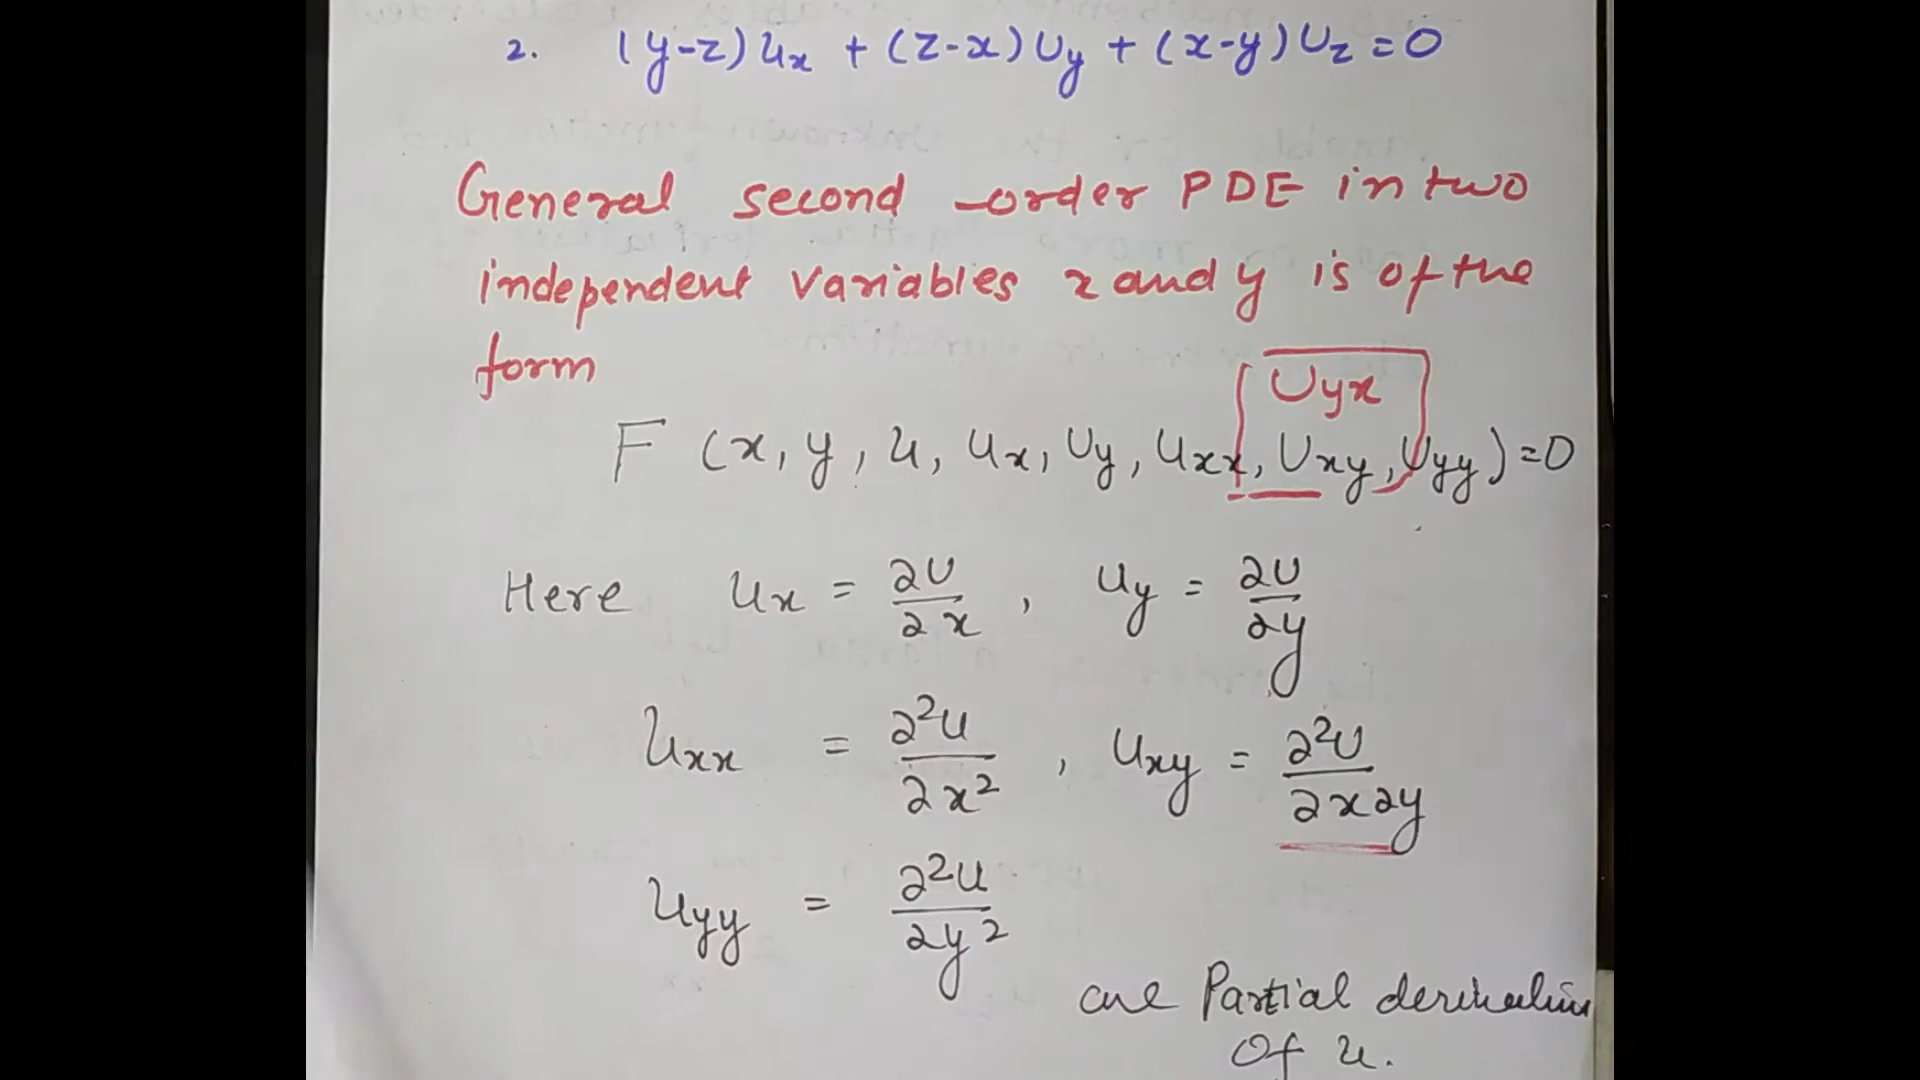 2. (y-z)Ux + (z-x)Uy + (x-y)Uz = 0
General second-order PDE in two
independent variables x and y is of the
form
Uyx
F (x, y, u, Ux, Uy, Uxx, Uxy, Uyy) = 0
Here Ux = ∂U/∂x , Uy = ∂U/∂y
Uxx = ∂²u/∂x² , Uxy = ∂²U/∂x∂y
Uyy = ∂²u/∂y²
are Partial
Of u.